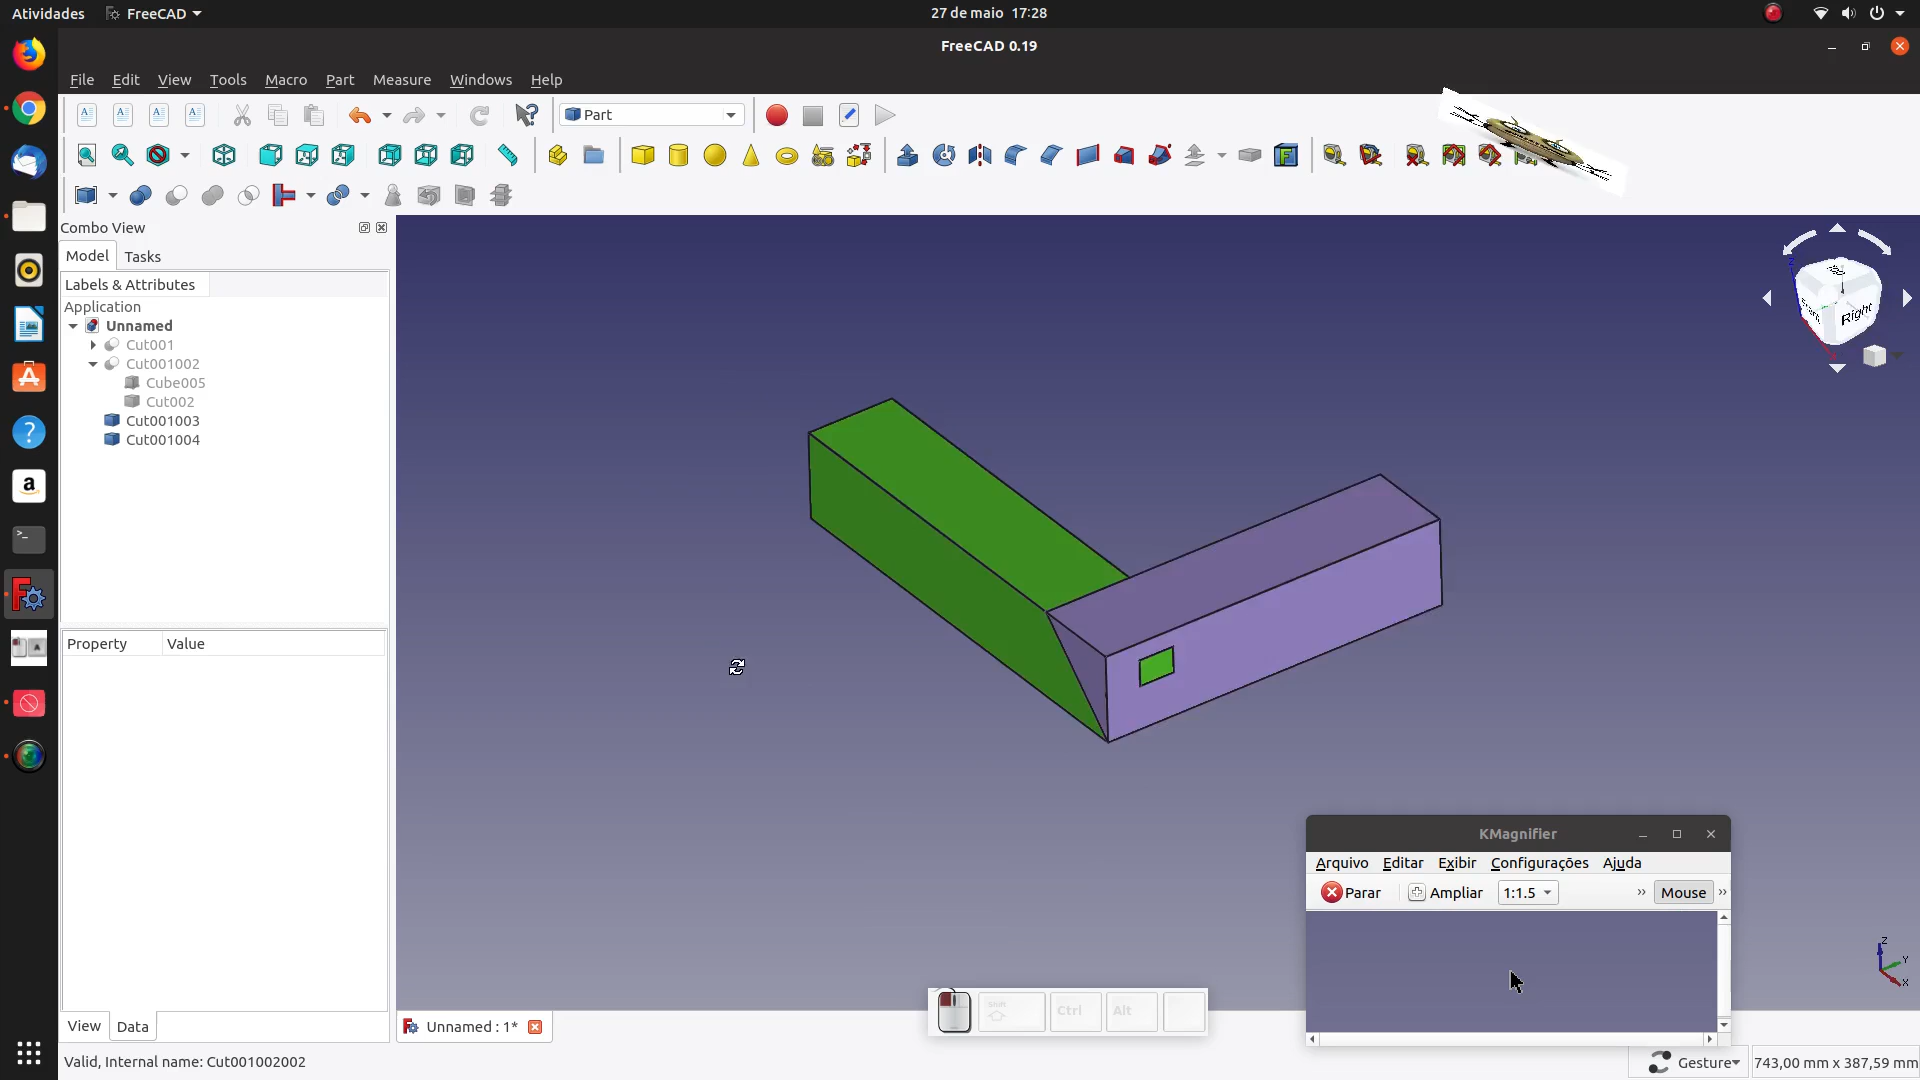 Atividades FreeCAD 27 de maio 17:28
FreeCAD 0.19
File Edit View Tools Macro Part Measure Windows Help
Part
Combo View
Model Tasks
Labels & Attributes
Application
Unnamed
Cut001
Cut001002
Cube005
Cut002
Cut001003
Cut001004
Right
Property Value
KMagnifier
Arquivo Editar Exibir Configurações Ajuda
Parar Ampliar 1:1.5 >> Mouse >>
Z
Y
X
Shift Ctrl Alt
View Data
Unnamed : 1*
Valid, Internal name: Cut001002002
Gesture 743,00 mm x 387,59 mm